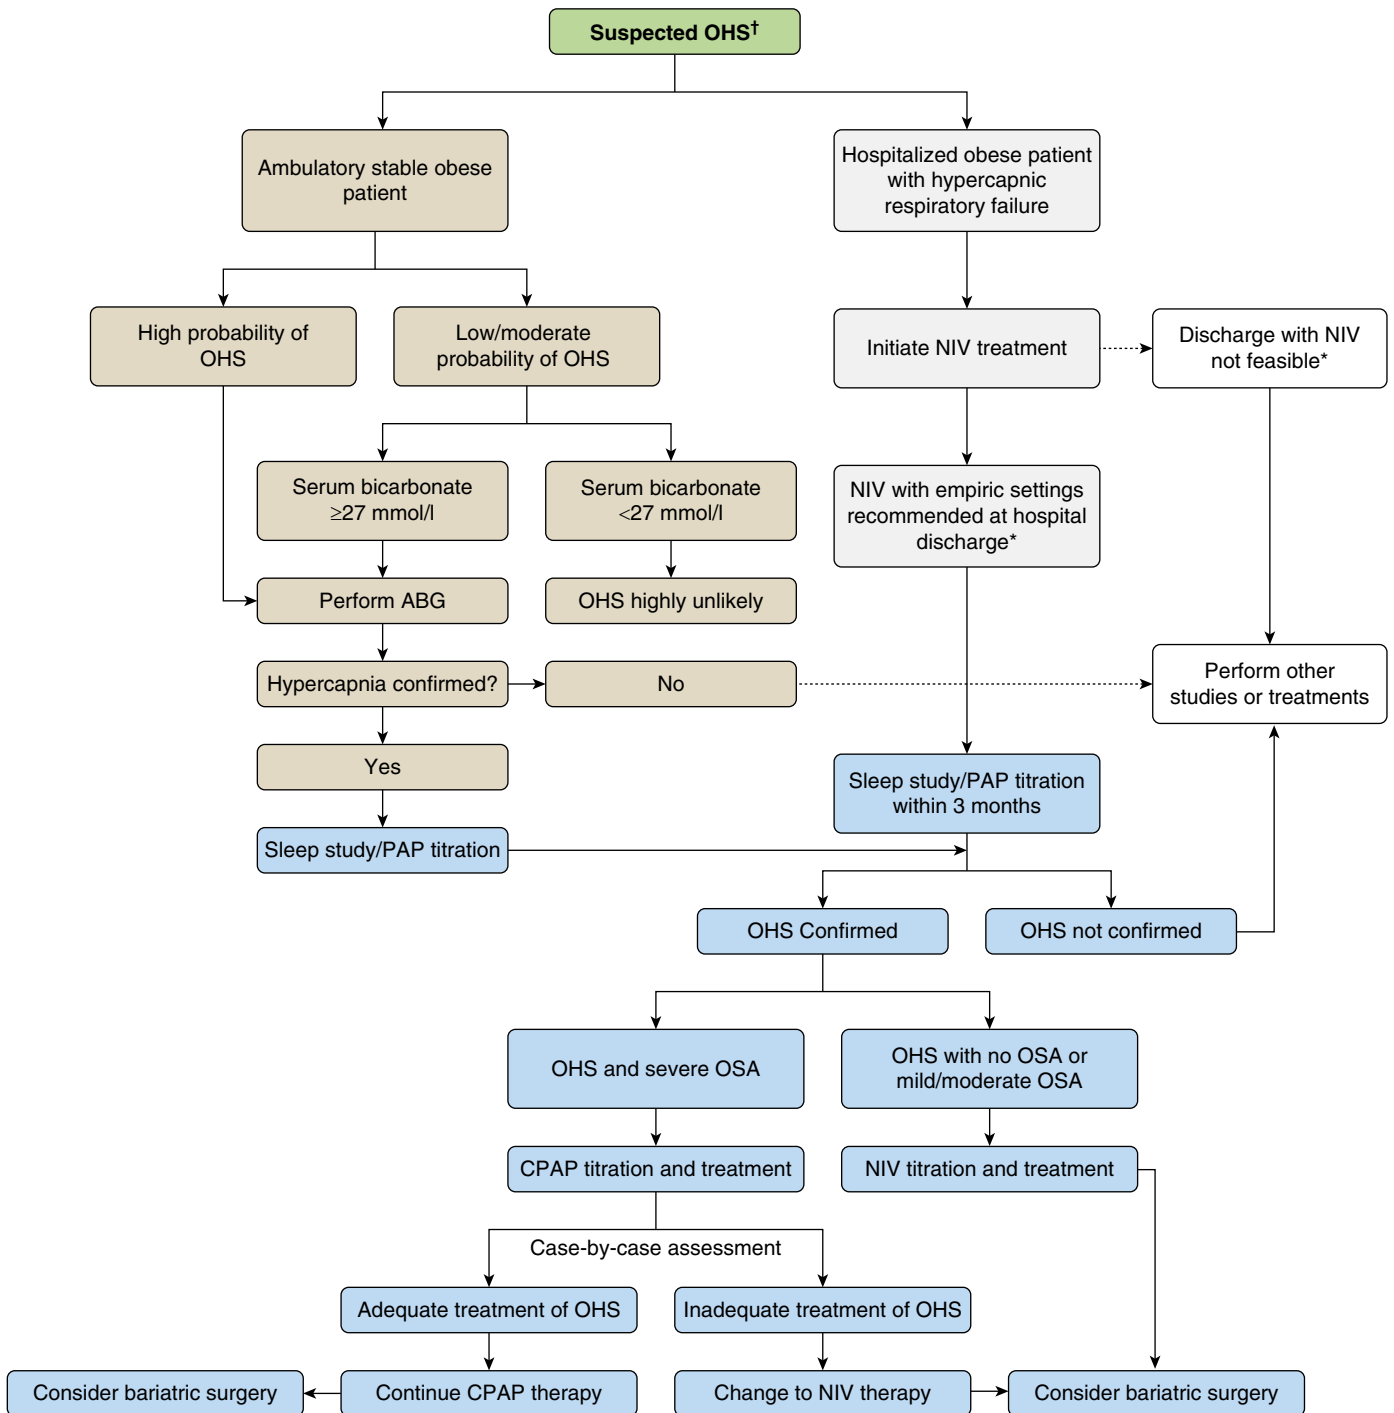 Suspected OHS†
Ambulatory stable obese
patient
Hospitalized obese patient
with hypercapnic
respiratory failure
High probability of
OHS
Low/moderate
probability of OHS
Initiate NIV treatment
Discharge with NIV
not feasible*
Serum bicarbonate
≥27 mmol/l
Serum bicarbonate
<27 mmol/l
NIV with empiric settings
recommended at hospital
discharge*
Perform ABG
OHS highly unlikely
Hypercapnia confirmed?
No
Perform other
studies or treatments
Yes
Sleep study/PAP titration
within 3 months
Sleep study/PAP titration
OHS Confirmed
OHS not confirmed
OHS and severe OSA
OHS with no OSA or
mild/moderate OSA
CPAP titration and treatment
NIV titration and treatment
Case-by-case assessment
Adequate treatment of OHS
Inadequate treatment of OHS
Consider bariatric surgery
Continue CPAP therapy
Change to NIV therapy
Consider bariatric surgery